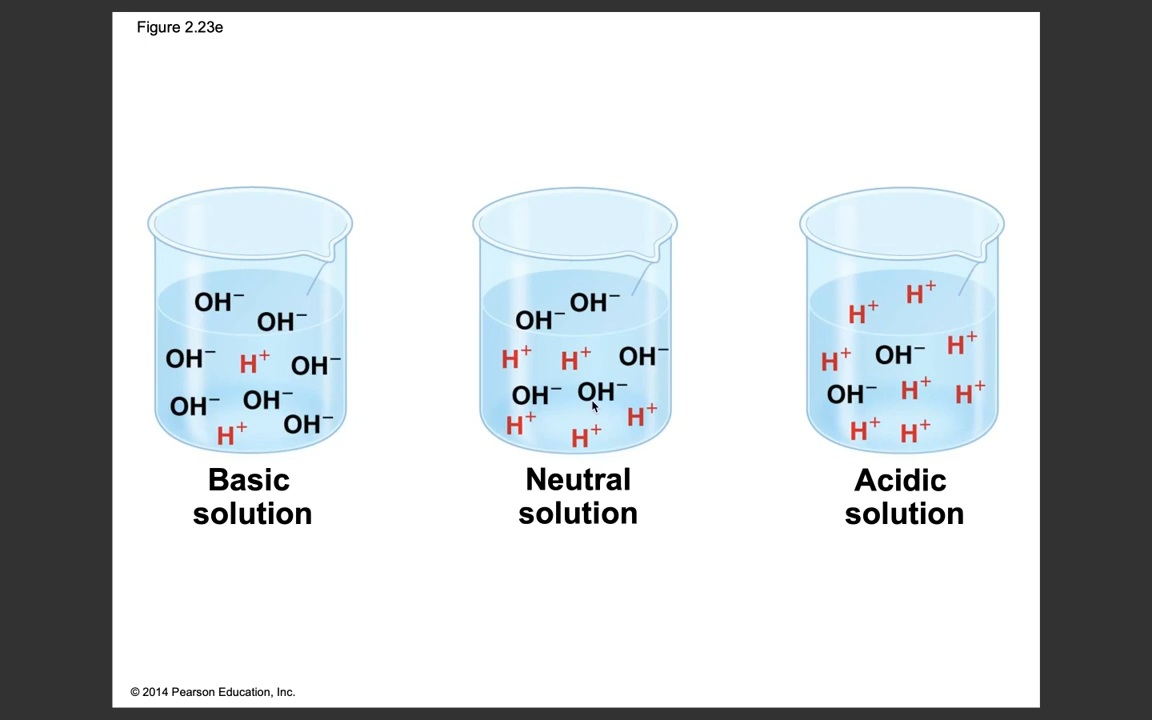 Figure 2.23e
OH⁻
OH⁻
OH⁻ H⁺ OH⁻
OH⁻ OH⁻
OH⁻
H⁺
Basic
solution
OH⁻
OH⁻
H⁺ H⁺ OH⁻
OH⁻ OH⁻
H⁺ H⁺
H⁺
Neutral
solution
H⁺
H⁺
H⁺ OH⁻ H⁺
OH⁻ H⁺ H⁺
H⁺ H⁺
Acidic
solution
© 2014 Pearson Education, Inc.